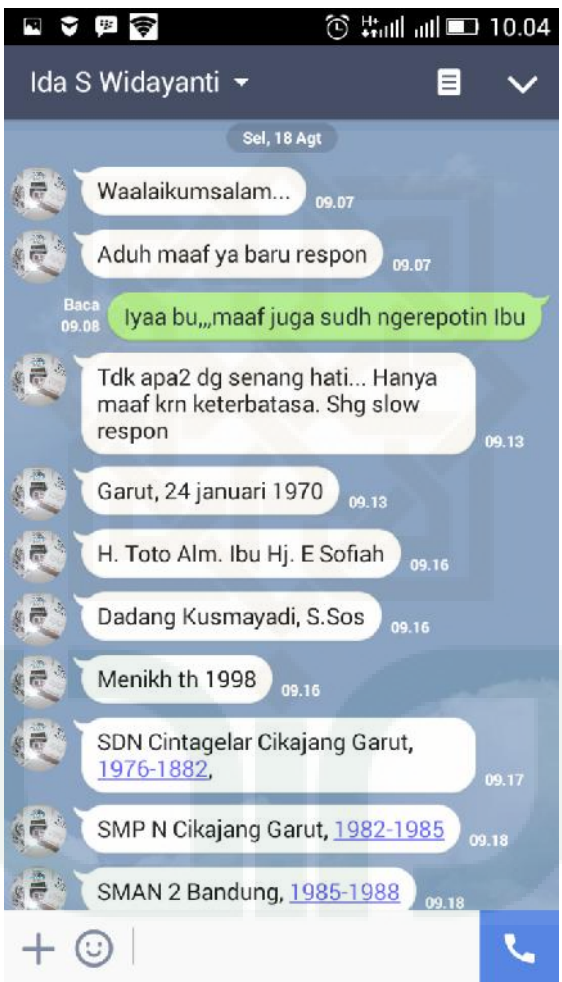 10.04
Ida S Widayanti
Sel, 18 Agt
Waalaikumsalam...
09.07
Aduh maaf ya baru respon
09.07
Baca
09.08
Iyaa bu,,,maaf juga sudh ngerepotin Ibu
Tdk apa2 dg senang hati... Hanya
maaf krn keterbatasa. Shg slow
respon
09.13
Garut, 24 januari 1970
09.13
H. Toto Alm. Ibu Hj. E Sofiah
09.16
Dadang Kusmayadi, S.Sos
09.16
Menikh th 1998
09.16
SDN Cintagelar Cikajang Garut,
1976-1882,
09.17
SMP N Cikajang Garut, 1982-1985
09.18
SMAN 2 Bandung, 1985-1988
09.18